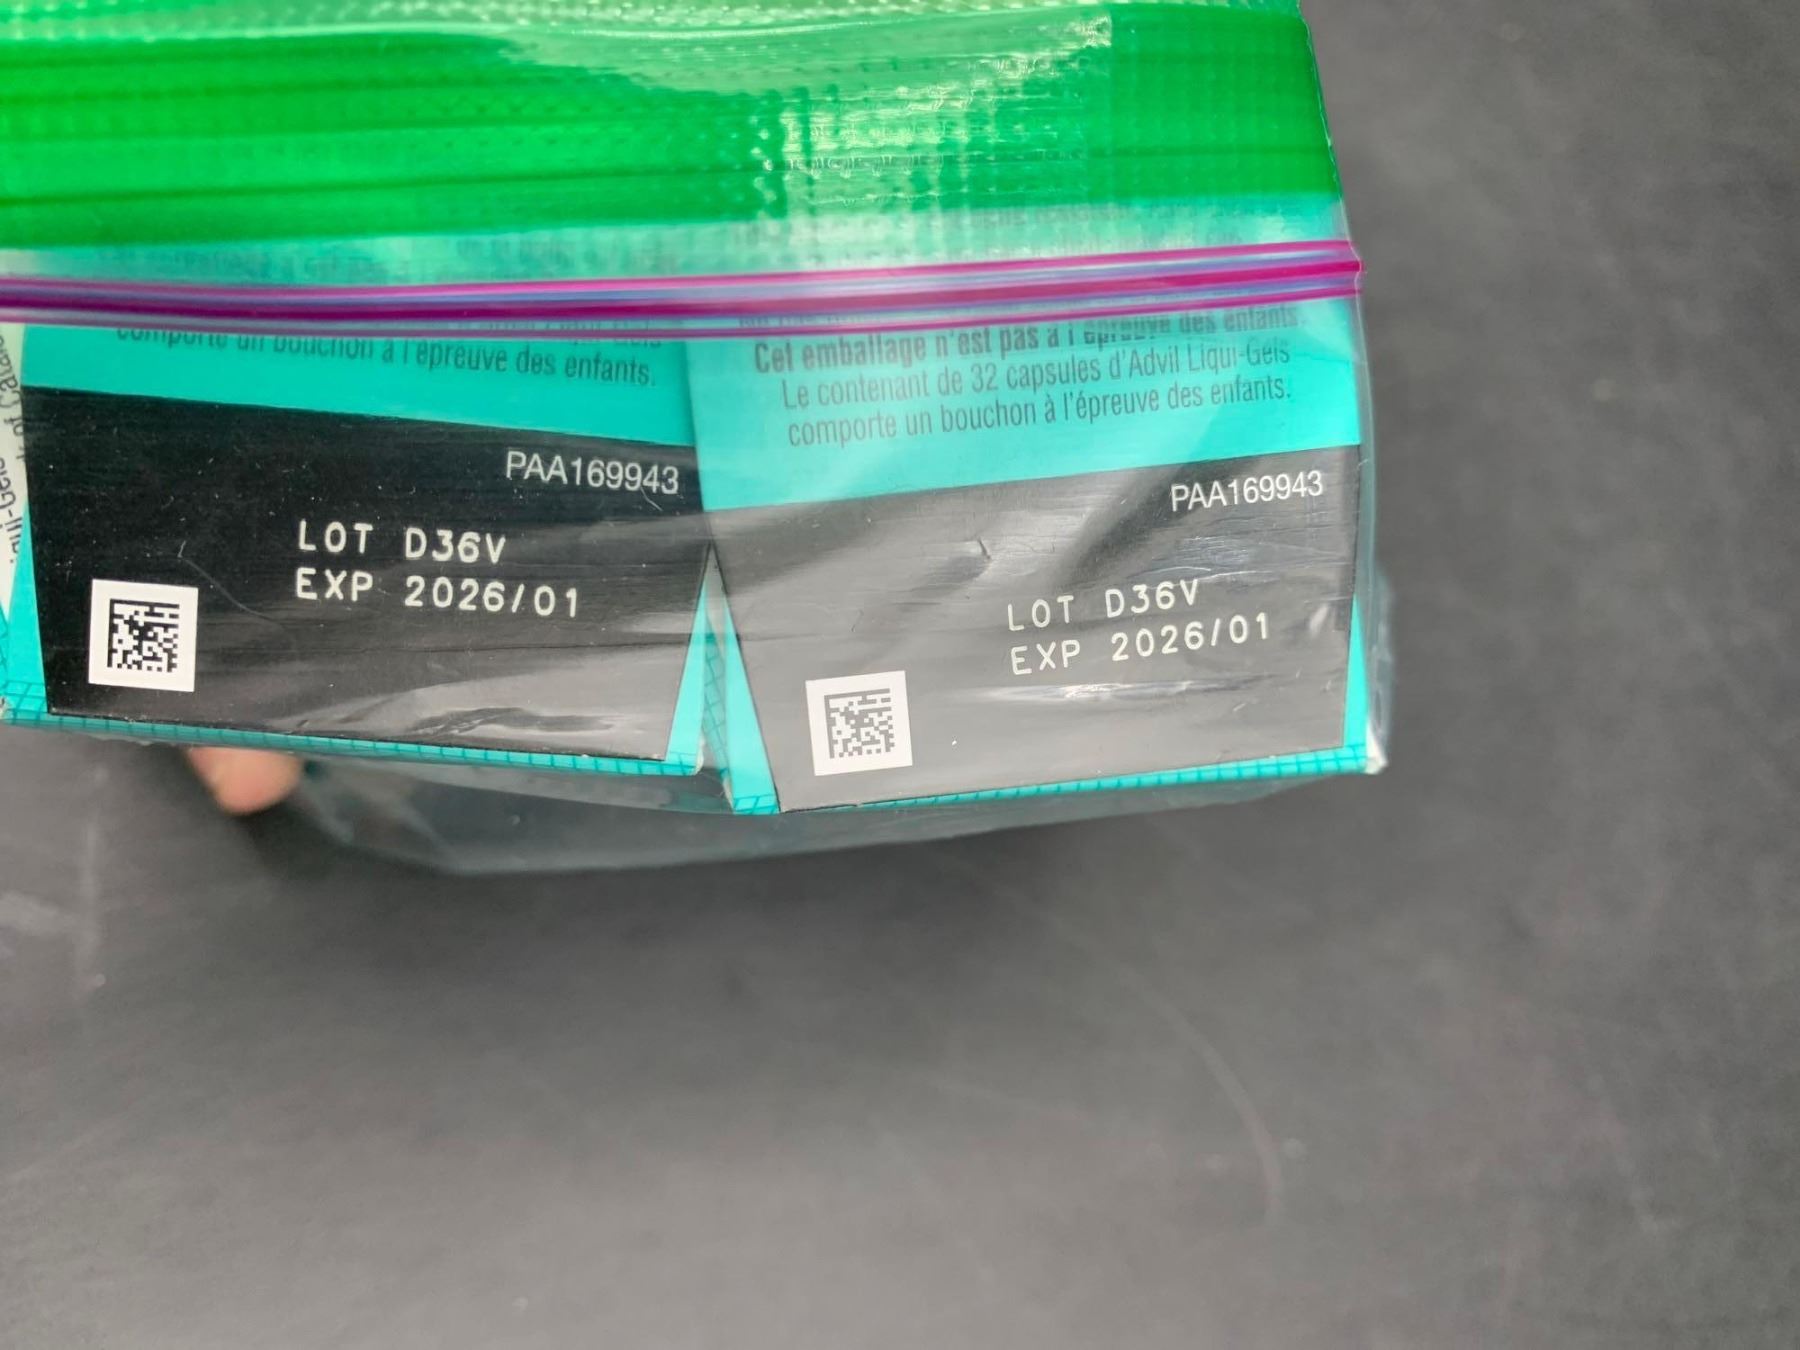 comporte un bouchon à l'épreuve des enfants.
PAA169943
LOT D36V
EXP 2026/01
Cet emballage n'est pas à l'épreuve des enfants.
Le contenant de 32 capsules d'Advil Liqui-Gels
comporte un bouchon à l'épreuve des enfants.
PAA169943
LOT D36V
EXP 2026/01